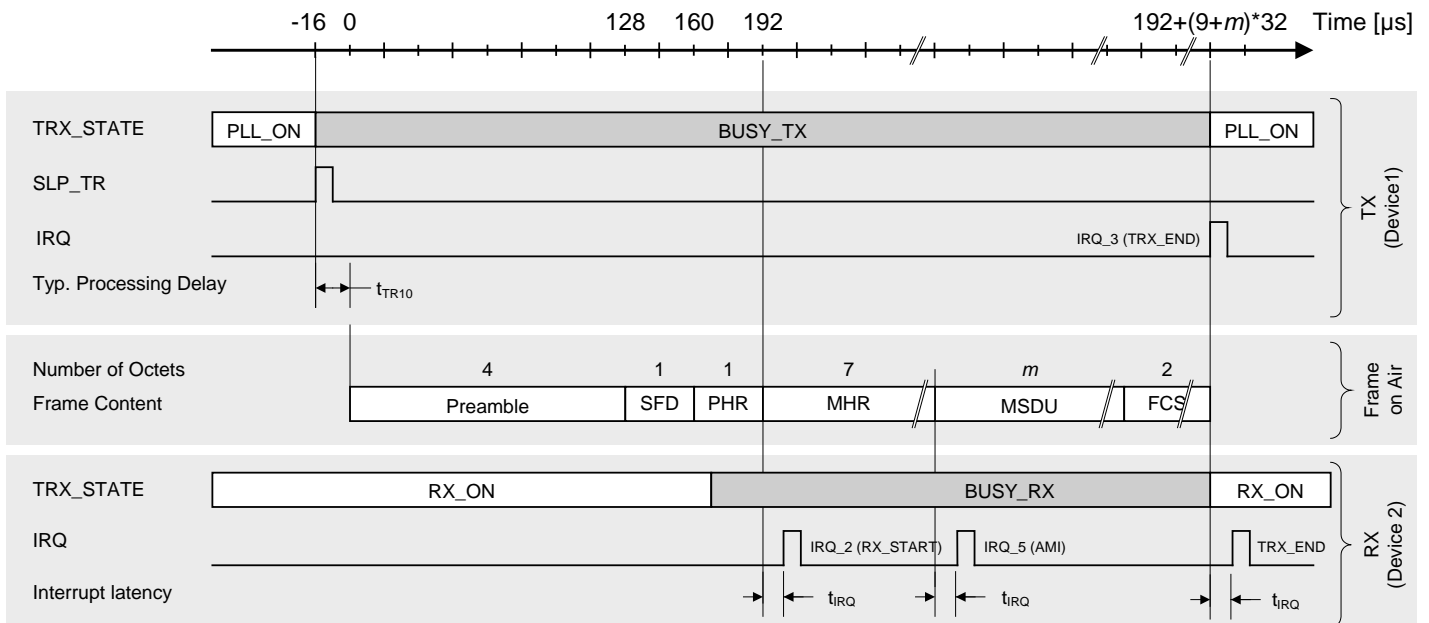 -16 0 128 160 192 192+(9+m)*32 Time [μs]
TRX_STATE PLL_ON BUSY_TX PLL_ON
SLP_TR
IRQ IRQ_3 (TRX_END)
Typ. Processing Delay tTR10
TX
(Device1)
Number of Octets 4 1 1 7 m 2
Frame Content Preamble SFD PHR MHR MSDU FCS
Frame
on Air
TRX_STATE RX_ON BUSY_RX RX_ON
IRQ IRQ_2 (RX_START) IRQ_5 (AMI) TRX_END
Interrupt latency tIRQ tIRQ tIRQ
RX
(Device 2)